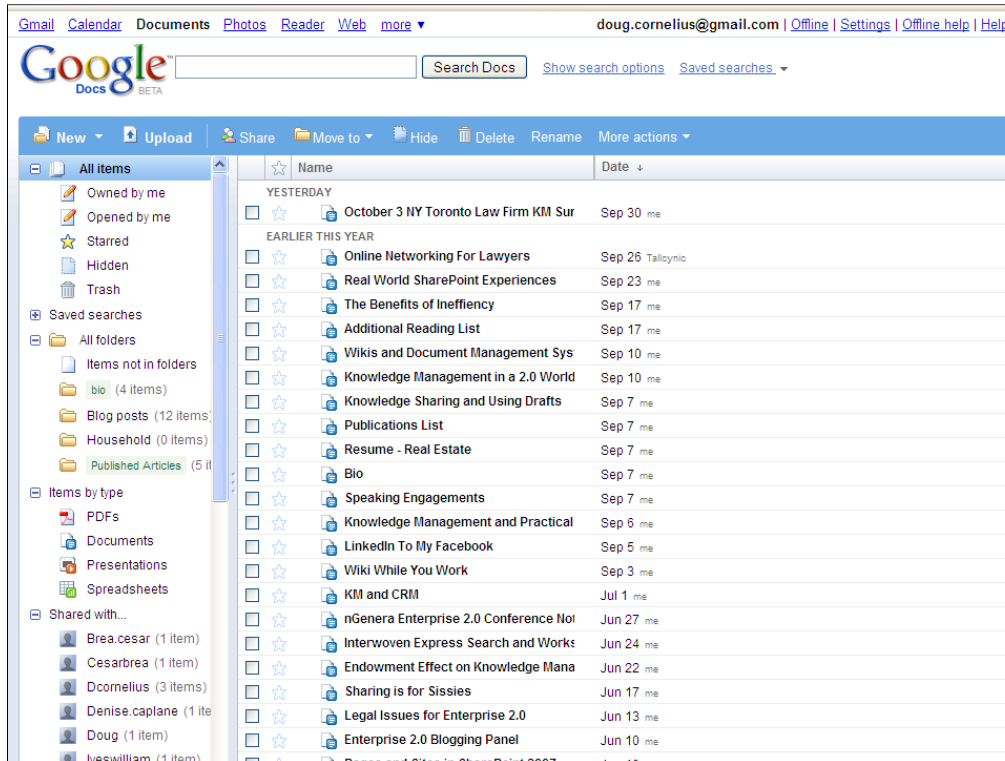 Gmail Calendar Documents Photos Reader Web more ▼ doug.cornelius@gmail.com | Offline | Settings | Offline help | Help
Google Docs BETA Search Docs Show search options Saved searches
New Upload Share Move to Hide Delete Rename More actions
All items
Owned by me
Opened by me
Starred
Hidden
Trash
Saved searches
All folders
Items not in folders
bio (4 items)
Blog posts (12 items)
Household (0 items)
Published Articles (5 it
Items by type
PDFs
Documents
Presentations
Spreadsheets
Shared with...
Brea.cesar (1 item)
Cesarbrea (1 item)
Dcornelius (3 items)
Denise.caplane (1 ite
Doug (1 item)
Iveswilliam (1 item)
Name Date
YESTERDAY
October 3 NY Toronto Law Firm KM Sur Sep 30 me
EARLIER THIS YEAR
Online Networking For Lawyers Sep 26 Talloynic
Real World SharePoint Experiences Sep 23 me
The Benefits of Ineffiency Sep 17 me
Additional Reading List Sep 17 me
Wikis and Document Management Sys Sep 10 me
Knowledge Management in a 2.0 World Sep 10 me
Knowledge Sharing and Using Drafts Sep 7 me
Publications List Sep 7 me
Resume - Real Estate Sep 7 me
Bio Sep 7 me
Speaking Engagements Sep 7 me
Knowledge Management and Practical Sep 6 me
LinkedIn To My Facebook Sep 5 me
Wiki While You Work Sep 3 me
KM and CRM Jul 1 me
nGenera Enterprise 2.0 Conference Not Jun 27 me
Interwoven Express Search and Works Jun 24 me
Endowment Effect on Knowledge Mana Jun 22 me
Sharing is for Sissies Jun 17 me
Legal Issues for Enterprise 2.0 Jun 13 me
Enterprise 2.0 Blogging Panel Jun 10 me
Pages and Sites in SharePoint 2007